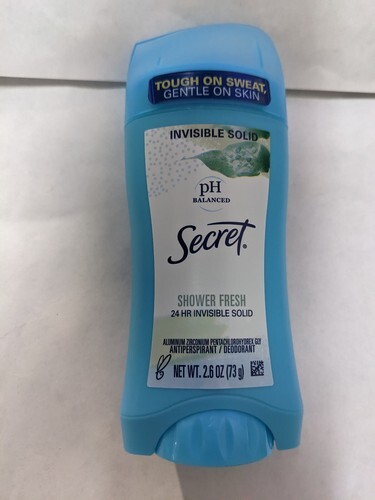 TOUGH ON SWEAT,
GENTLE ON SKIN
INVISIBLE SOLID
pH
BALANCED
Secret®
SHOWER FRESH
24 HR INVISIBLE SOLID
ALUMINUM ZIRCONIUM PENTACHLOROHYDREX GLY
ANTIPERSPIRANT / DEODORANT
NET WT. 2.6 OZ (73 g)